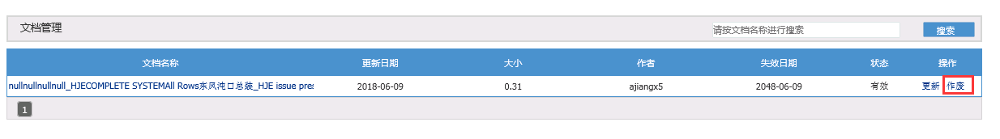 文档管理
请按文档名称进行搜索
搜索
文档名称 更新日期 大小 作者 失效日期 状态 操作
nullnullnullnull_HJECOMPLETE SYSTEMAll Rows东风沌口总装_HJE issue pres 2018-06-09 0.31 ajiangx5 2048-06-09 有效 更新 作废
1